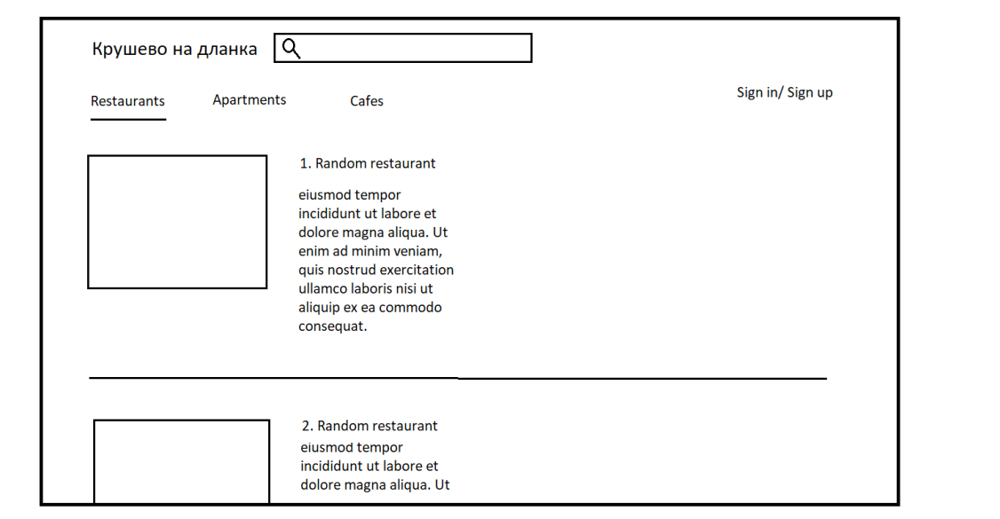 Крушево на дланка
Restaurants Apartments Cafes Sign in/ Sign up
1. Random restaurant
eiusmod tempor
incididunt ut labore et
dolore magna aliqua. Ut
enim ad minim veniam,
quis nostrud exercitation
ullamco laboris nisi ut
aliquip ex ea commodo
consequat.
2. Random restaurant
eiusmod tempor
incididunt ut labore et
dolore magna aliqua. Ut